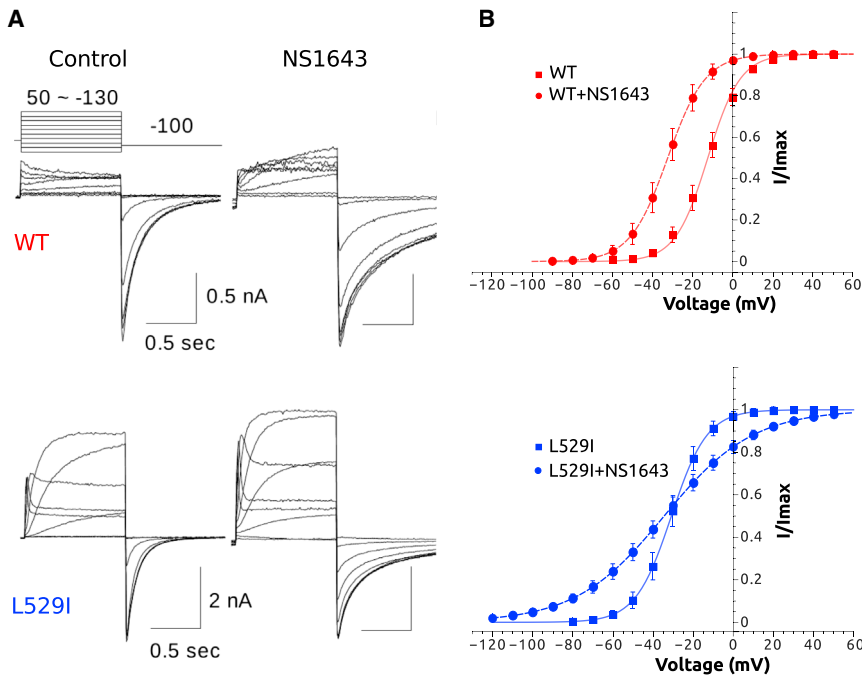 A
Control
NS1643
50 ~ -130
-100
WT
0.5 nA
0.5 sec
L529I
2 nA
0.5 sec
B
WT
WT+NS1643
1
0.8
0.6
0.4
0.2
0
I/Imax
−120 −100 −80 −60 −40 −20 0 20 40 60
Voltage (mV)
L529I
L529I+NS1643
1
0.8
0.6
0.4
0.2
0
I/Imax
−120 −100 −80 −60 −40 −20 0 20 40 60
Voltage (mV)